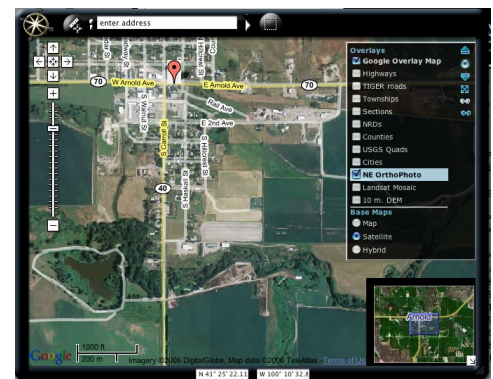 enter address
Overlays
Google Overlay Map
Highways
TIGER roads
Townships
Sections
NRDs
Counties
USGS Quads
Cities
NE OrthoPhoto
Landsat Mosaic
10 m. DEM
Base Maps
Map
Satellite
Hybrid
70
W Arnold Ave
E Arnold Ave
70
N Hillcrest St
Rail Ave
E 2nd Ave
S Walnut St
S Carroll St
S Hillcrest St
S Haskell St
40
Arnold
1000 ft
200 m
Google
Imagery ©2006 DigitalGlobe, Map data ©2006 TeleAtlas - Terms of Us
N 41° 25' 22.11
W 100° 10' 32.8